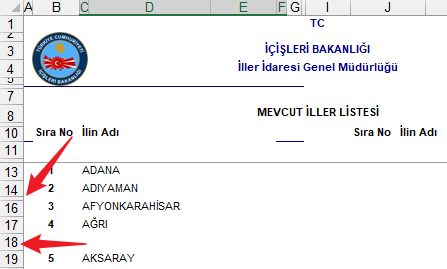 A B C D E F G I J
1 TC
2
3 İÇİŞLERİ BAKANLIĞI
4 İller İdaresi Genel Müdürlüğü
5
7
8 MEVCUT İLLER LİSTESİ
10 Sıra No İlin Adı Sıra No İlin Adı
11
13 1 ADANA
14 2 ADIYAMAN
16 3 AFYONKARAHİSAR
17 4 AĞRI
18
19 5 AKSARAY
TÜRKİYE CUMHURİYETİ
İÇİŞLERİ BAKANLIĞI